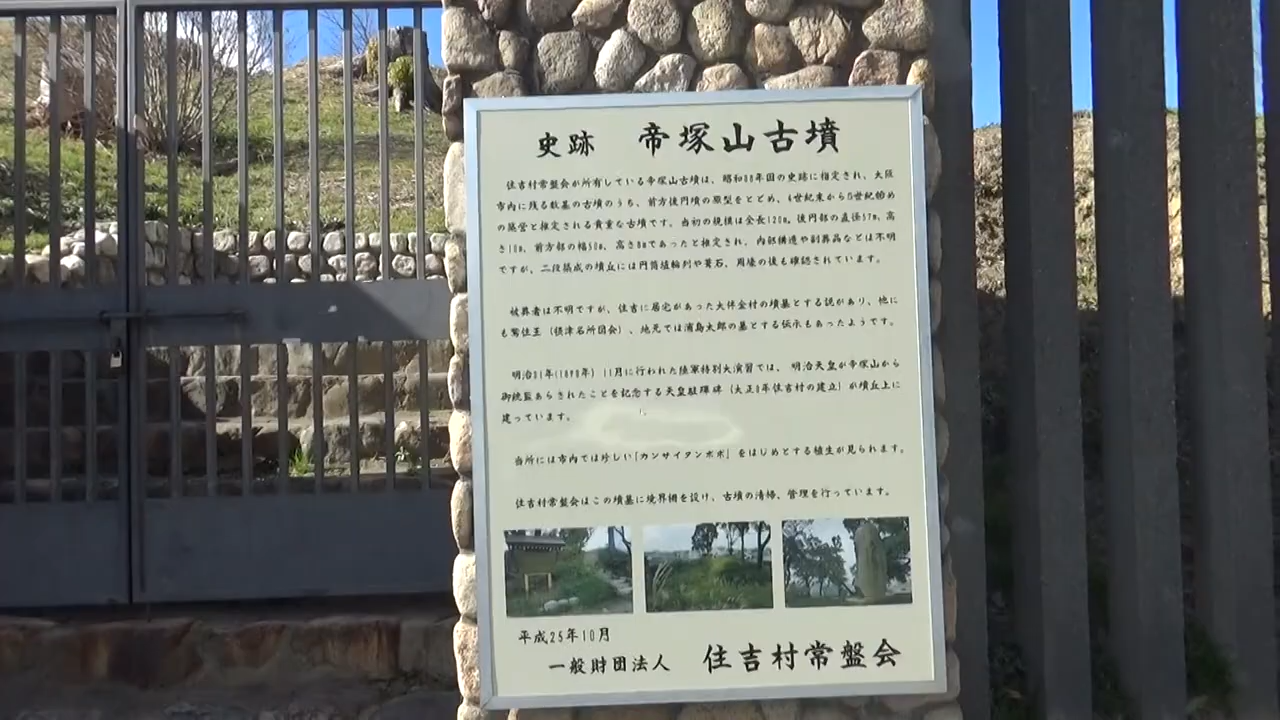 史跡 帝塚山古墳
住吉村常盤会が所有している帝塚山古墳は、昭和38年国の史跡に指定され、大阪
市内に残る数基の古墳のうち、前方後円墳の原型をとどめ、4世紀末から5世紀初め
の築営と推定される貴重な古墳です。当初の規模は全長120m。後円部の直径57m、高
さ10m、前方部の幅50m、高さ8mであったと推定され、内部構造や副葬品などは不明
ですが、二段築成の墳丘には円筒埴輪列や葺石、周壕の後も確認されています。
被葬者は不明ですが、住吉に居宅があった大伴金村の墳墓とする説があり、他に
も鷲住王（摂津名所図会）、地元では浦島太郎の墓とする伝承もあったようです。
明治31年(1898年) 11月に行われた陸軍特別大演習では、明治天皇が帝塚山から
御統監あらされたことを記念する天皇駐蹕碑（大正8年住吉村の建立）が墳丘上に
建っています。
当所には市内では珍しい「カンサイタンポポ」をはじめとする植生が見られます。
住吉村常盤会はこの墳墓に境界柵を設け、古墳の清掃、管理を行っています。
平成25年10月
一般財団法人 住吉村常盤会